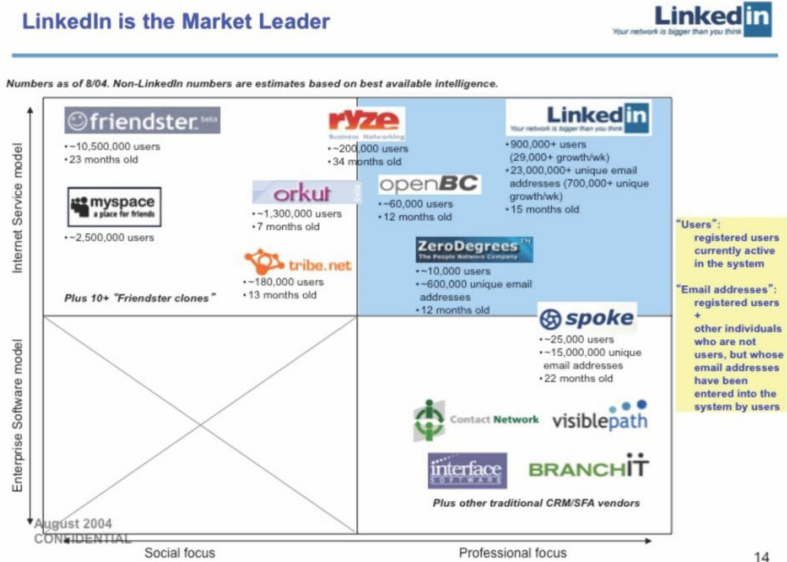 LinkedIn is the Market Leader
Linkedin
Your network is bigger than you think
Numbers as of 8/04. Non-LinkedIn numbers are estimates based on best available intelligence.
Internet Service model
friendster. beta
•~10,500,000 users
•23 months old
myspace
a place for friends
•~2,500,000 users
Plus 10+ “Friendster clones”
ryze
Business Networking
•~200,000 users
•34 months old
orkut
•~1,300,000 users
•7 months old
tribe.net
•~180,000 users
•13 months old
Linkedin
Your network is bigger than you think
•900,000+ users
(29,000+ growth/wk)
•23,000,000+ unique email
addresses (700,000+ unique
growth/wk)
•15 months old
openBC
•~60,000 users
•12 months old
ZeroDegrees™
The People Network Company
•~10,000 users
•~600,000 unique email
addresses
•12 months old
Enterprise Software model
spoke
•~25,000 users
•~15,000,000 unique
email addresses
•22 months old
Contact Network
visiblepath
interface
SOFTWARE
BRANCHIT
Plus other traditional CRM/SFA vendors
“Users”:
registered users
currently active
in the system
“Email addresses”:
registered users
+
other individuals
who are not
users, but whose
email addresses
have been
entered into the
system by users
August 2004
CONFIDENTIAL
Social focus
Professional focus
14